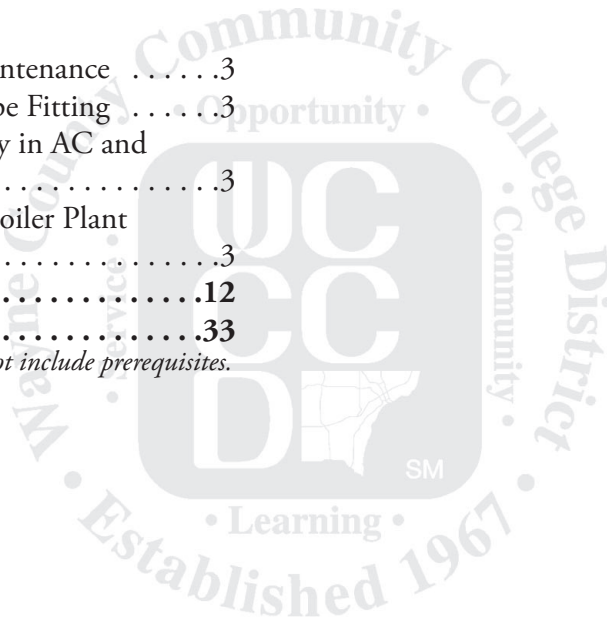 ntenance . . . . . .3
be Fitting . . . . . .3
y in AC and
. . . . . . . . . . . . . . .3
oiler Plant
. . . . . . . . . . . . . . .3
. . . . . . . . . . . . . .12
. . . . . . . . . . . . . .33
ot include prerequisites.
Wayne County Community College District
• Service • Opportunity • Community •
WC
CC
D
SM
• Learning •
• Established 1967 •